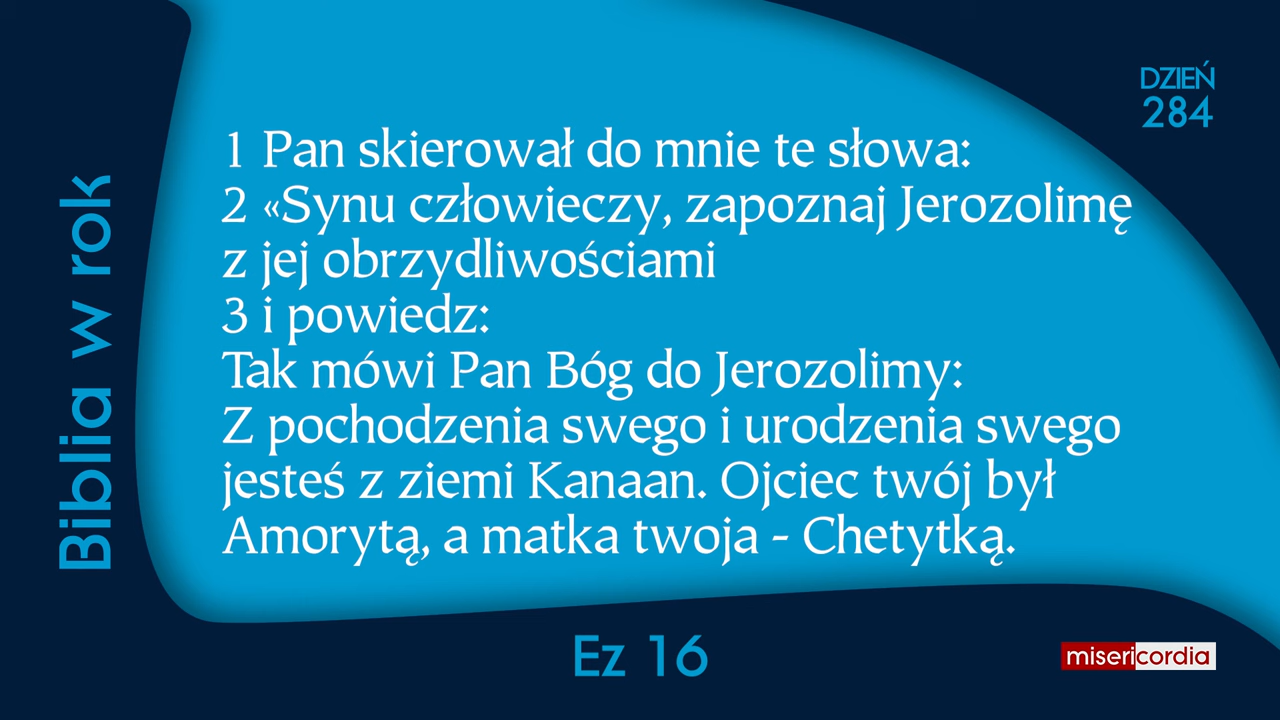 DZIEŃ
284
1 Pan skierował do mnie te słowa:
2 «Synu człowieczy, zapoznaj Jerozolimę
z jej obrzydliwościami
3 i powiedz:
Tak mówi Pan Bóg do Jerozolimy:
Z pochodzenia swego i urodzenia swego
jesteś z ziemi Kanaan. Ojciec twój był
Amorytą, a matka twoja - Chetytką.
Biblia w rok
Ez 16
misericordia